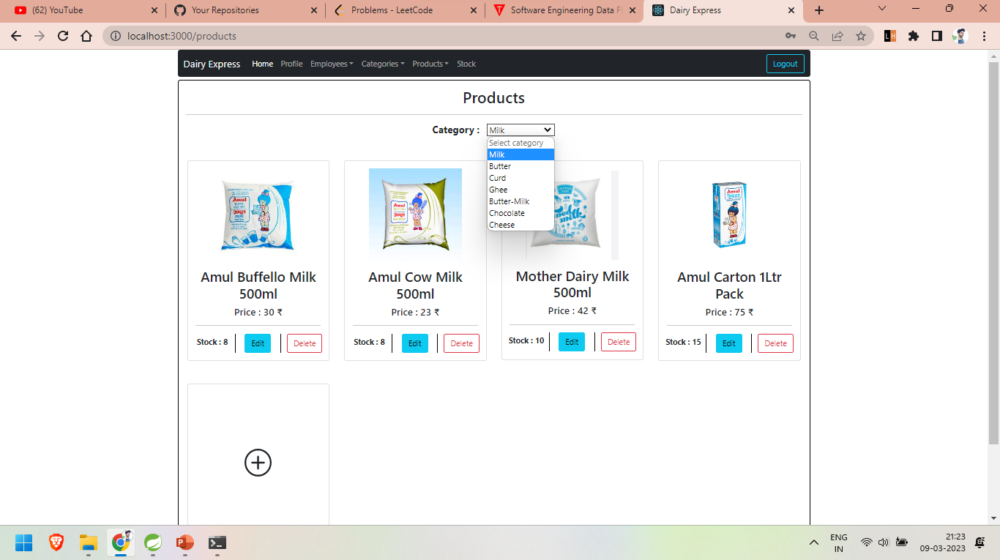 (62) YouTube
Your Repositories
Problems - LeetCode
Software Engineering Data Fl
Dairy Express
localhost:3000/products
Dairy Express Home Profile Employees Categories Products Stock Logout
Products
Category : Milk
Select category
Milk
Butter
Curd
Ghee
Butter-Milk
Chocolate
Cheese
Amul
Amul
Amul
Taaza
Amul Buffello Milk
500ml
Price : 30 ₹
Stock : 8 Edit Delete
Amul Cow Milk
500ml
Price : 23 ₹
Stock : 8 Edit Delete
Mother Dairy Milk
500ml
Price : 42 ₹
Stock : 10 Edit Delete
Amul Carton 1Ltr
Pack
Price : 75 ₹
Stock : 15 Edit Delete
ENG
IN
21:23
09-03-2023